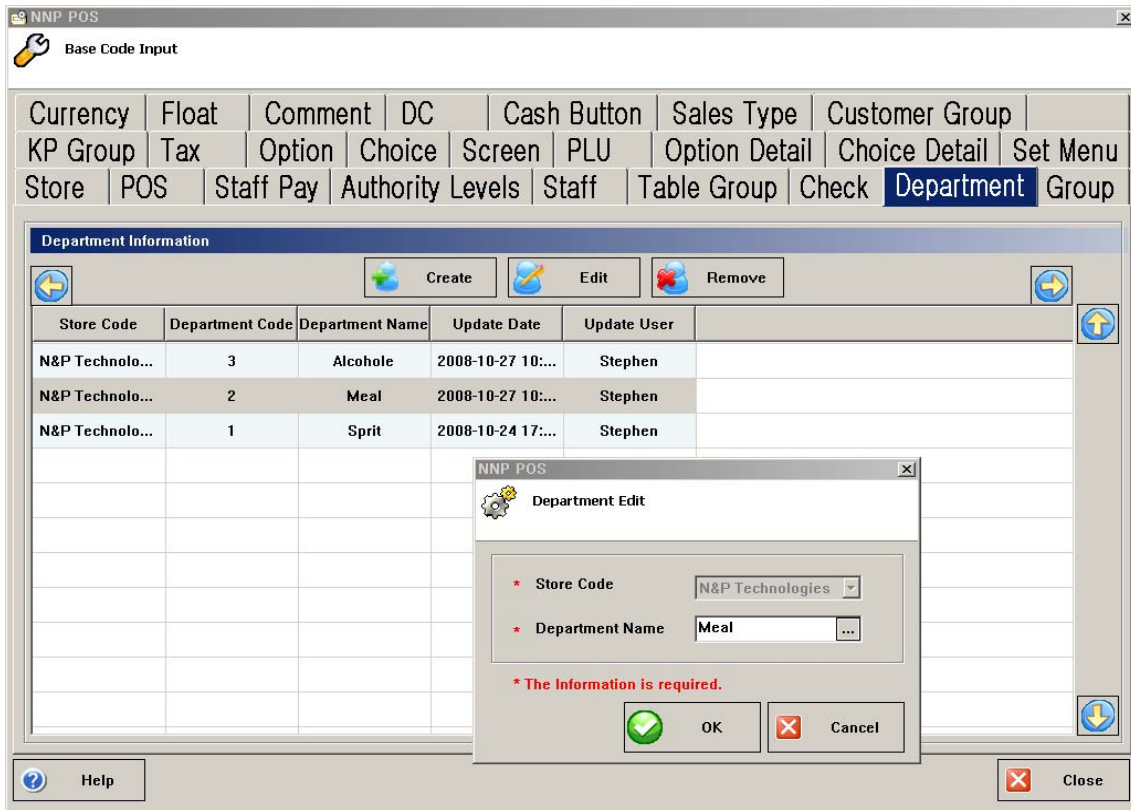 NNP POS
Base Code Input
Currency Float Comment DC Cash Button Sales Type Customer Group
KP Group Tax Option Choice Screen PLU Option Detail Choice Detail Set Menu
Store POS Staff Pay Authority Levels Staff Table Group Check Department Group
Department Information
Create Edit Remove
Store Code Department Code Department Name Update Date Update User
N&P Technolo... 3 Alcohole 2008-10-27 10:... Stephen
N&P Technolo... 2 Meal 2008-10-27 10:... Stephen
N&P Technolo... 1 Sprit 2008-10-24 17:... Stephen
NNP POS
Department Edit
* Store Code N&P Technologies
* Department Name Meal ...
* The Information is required.
OK Cancel
Help Close